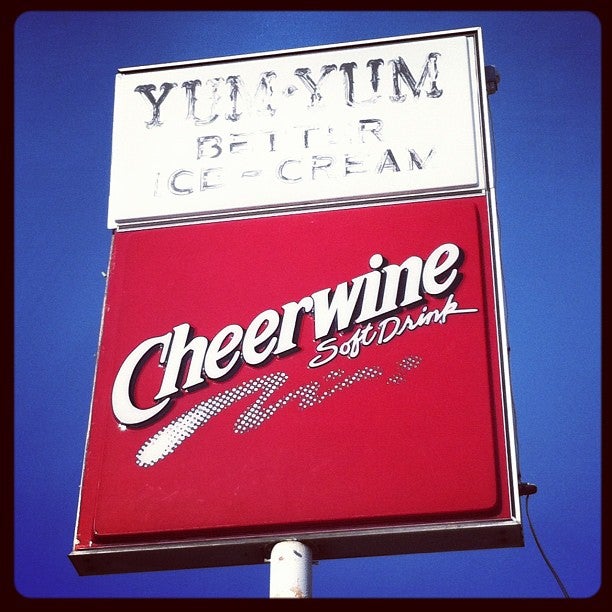 YUM·YUM
BETTER
ICE-CREAM
Cheerwine
Soft Drink